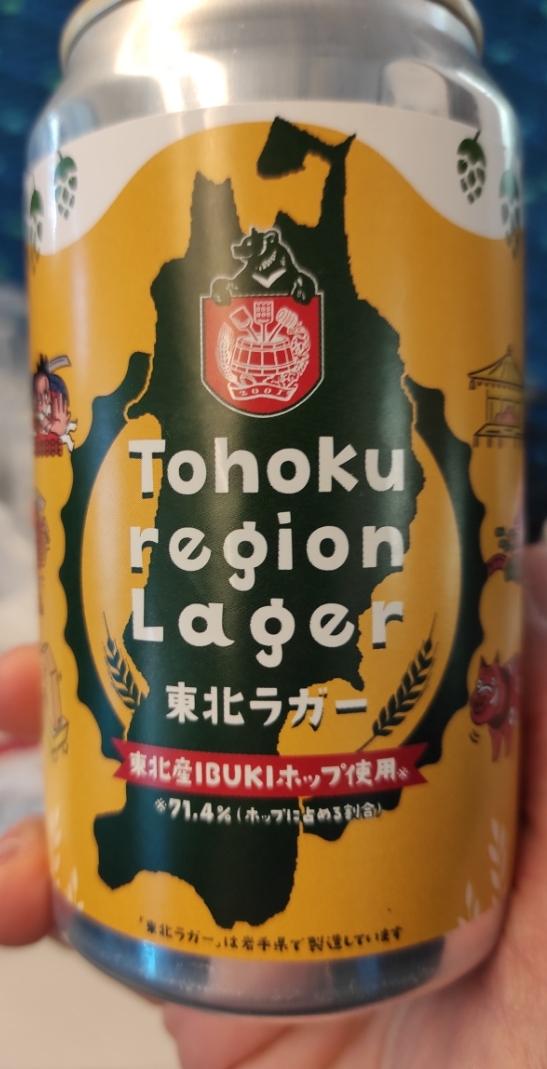 2001
Tohoku
region
Lager
東北ラガー
東北産IBUKIホップ使用※
※71.4%(ホップに占める割合)
「東北ラガー」は岩手県で製造しています